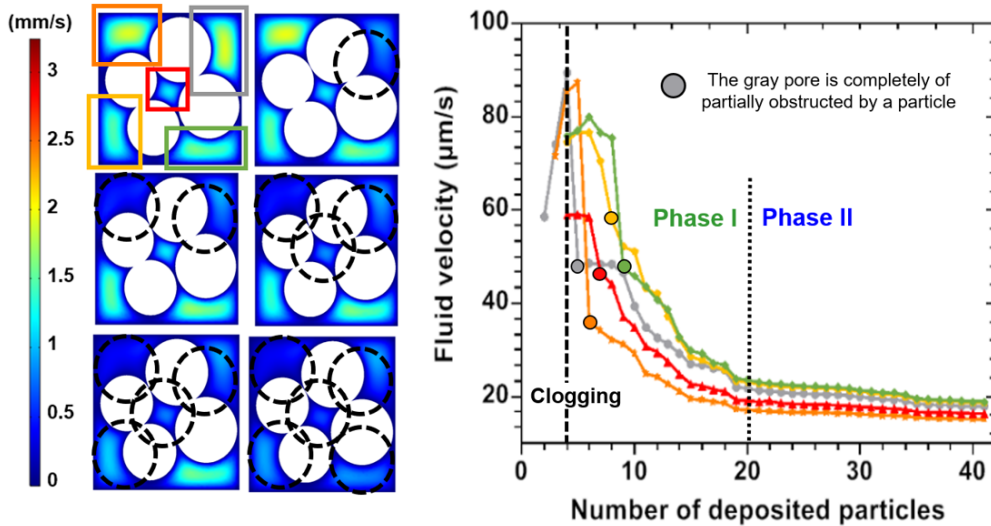 (mm/s)
3
2.5
2
1.5
1
0.5
0
Fluid velocity (μm/s)
100
80
60
40
20
The gray pore is completely of
partially obstructed by a particle
Phase I
Phase II
Clogging
0
10
20
30
40
Number of deposited particles